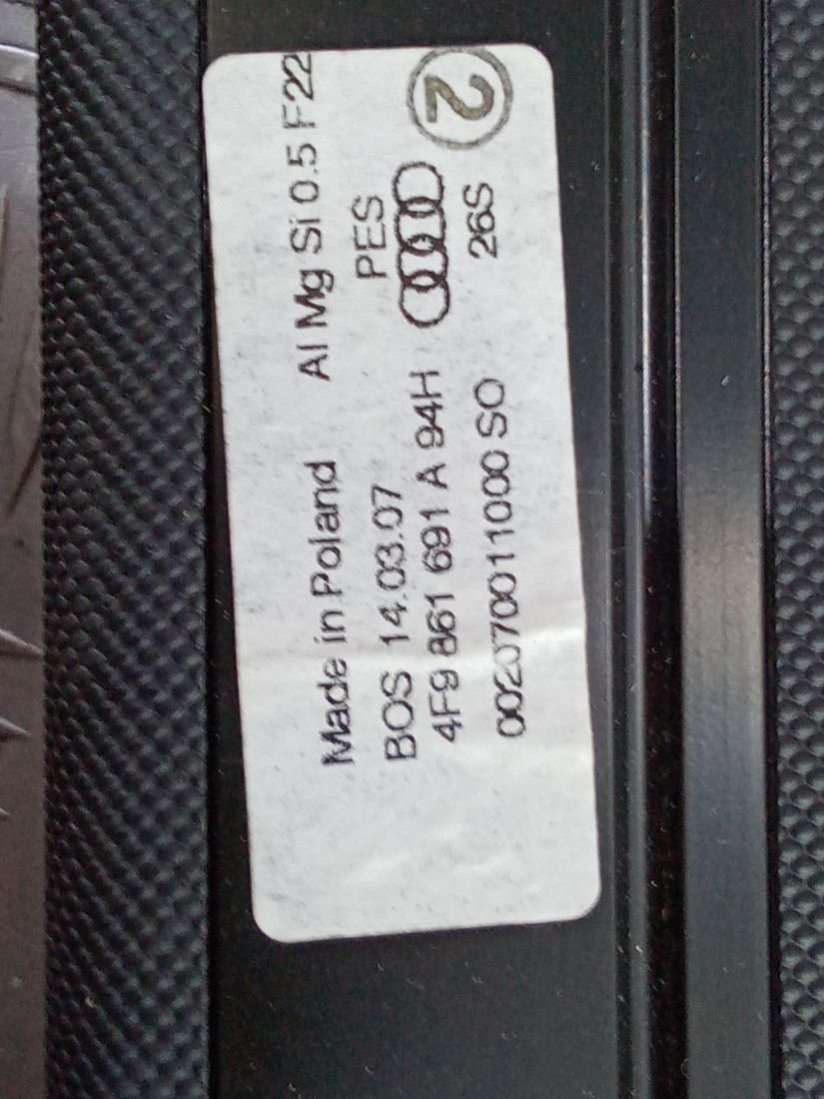 Made in Poland Al Mg Si 0.5 F22
BOS 14.03.07 PES
4F9 861 691 A 94H
002070011000 SO 26S
2